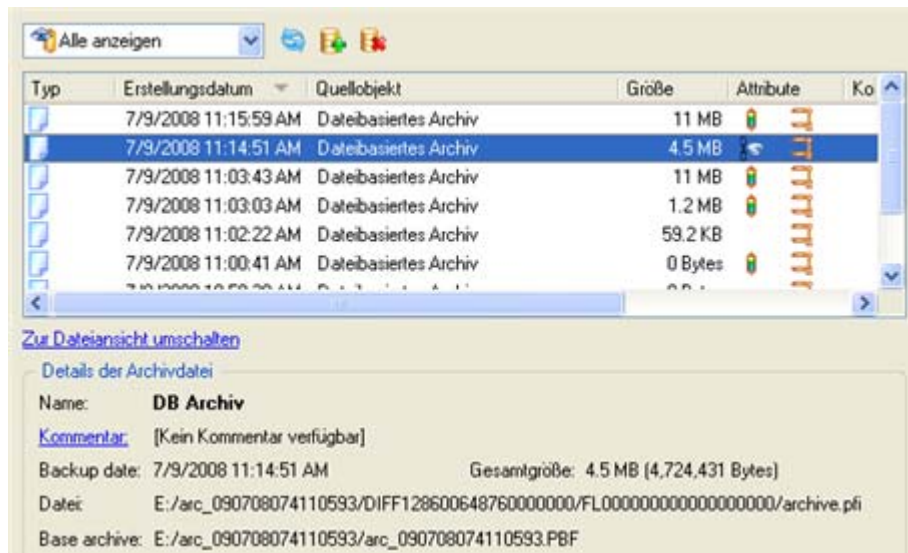 Alle anzeigen
Typ Erstellungsdatum Quellobjekt Größe Attribute Ko
7/9/2008 11:15:59 AM Dateibasiertes Archiv 11 MB
7/9/2008 11:14:51 AM Dateibasiertes Archiv 4.5 MB
7/9/2008 11:03:43 AM Dateibasiertes Archiv 11 MB
7/9/2008 11:03:03 AM Dateibasiertes Archiv 1.2 MB
7/9/2008 11:02:22 AM Dateibasiertes Archiv 59.2 KB
7/9/2008 11:00:41 AM Dateibasiertes Archiv 0 Bytes
Zur Dateiansicht umschalten
Details der Archivdatei
Name: DB Archiv
Kommentar: [Kein Kommentar verfügbar]
Backup date: 7/9/2008 11:14:51 AM Gesamtgröße: 4.5 MB (4,724,431 Bytes)
Datei: E:/arc_090708074110593/DIFF128600648760000000/FL000000000000000000/archive.pfi
Base archive: E:/arc_090708074110593/arc_090708074110593.PBF